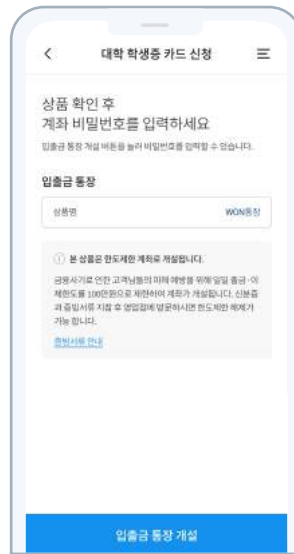 대학 학생증 카드 신청
상품 확인 후
계좌 비밀번호를 입력하세요
입출금 통장 개설 버튼을 눌러 비밀번호를 입력할 수 있습니다.
입출금 통장
상품명 WON통장
본 상품은 한도제한 계좌로 개설됩니다.
금융사기로 인한 고객님들의 피해 예방을 위해 일일 출금·이
체한도를 100만원으로 제한하여 계좌가 개설됩니다. 신분증
과 증빙서류 지참 후 영업점에 방문하시면 한도제한 해제가
가능 합니다.
증빙서류 안내
입출금 통장 개설